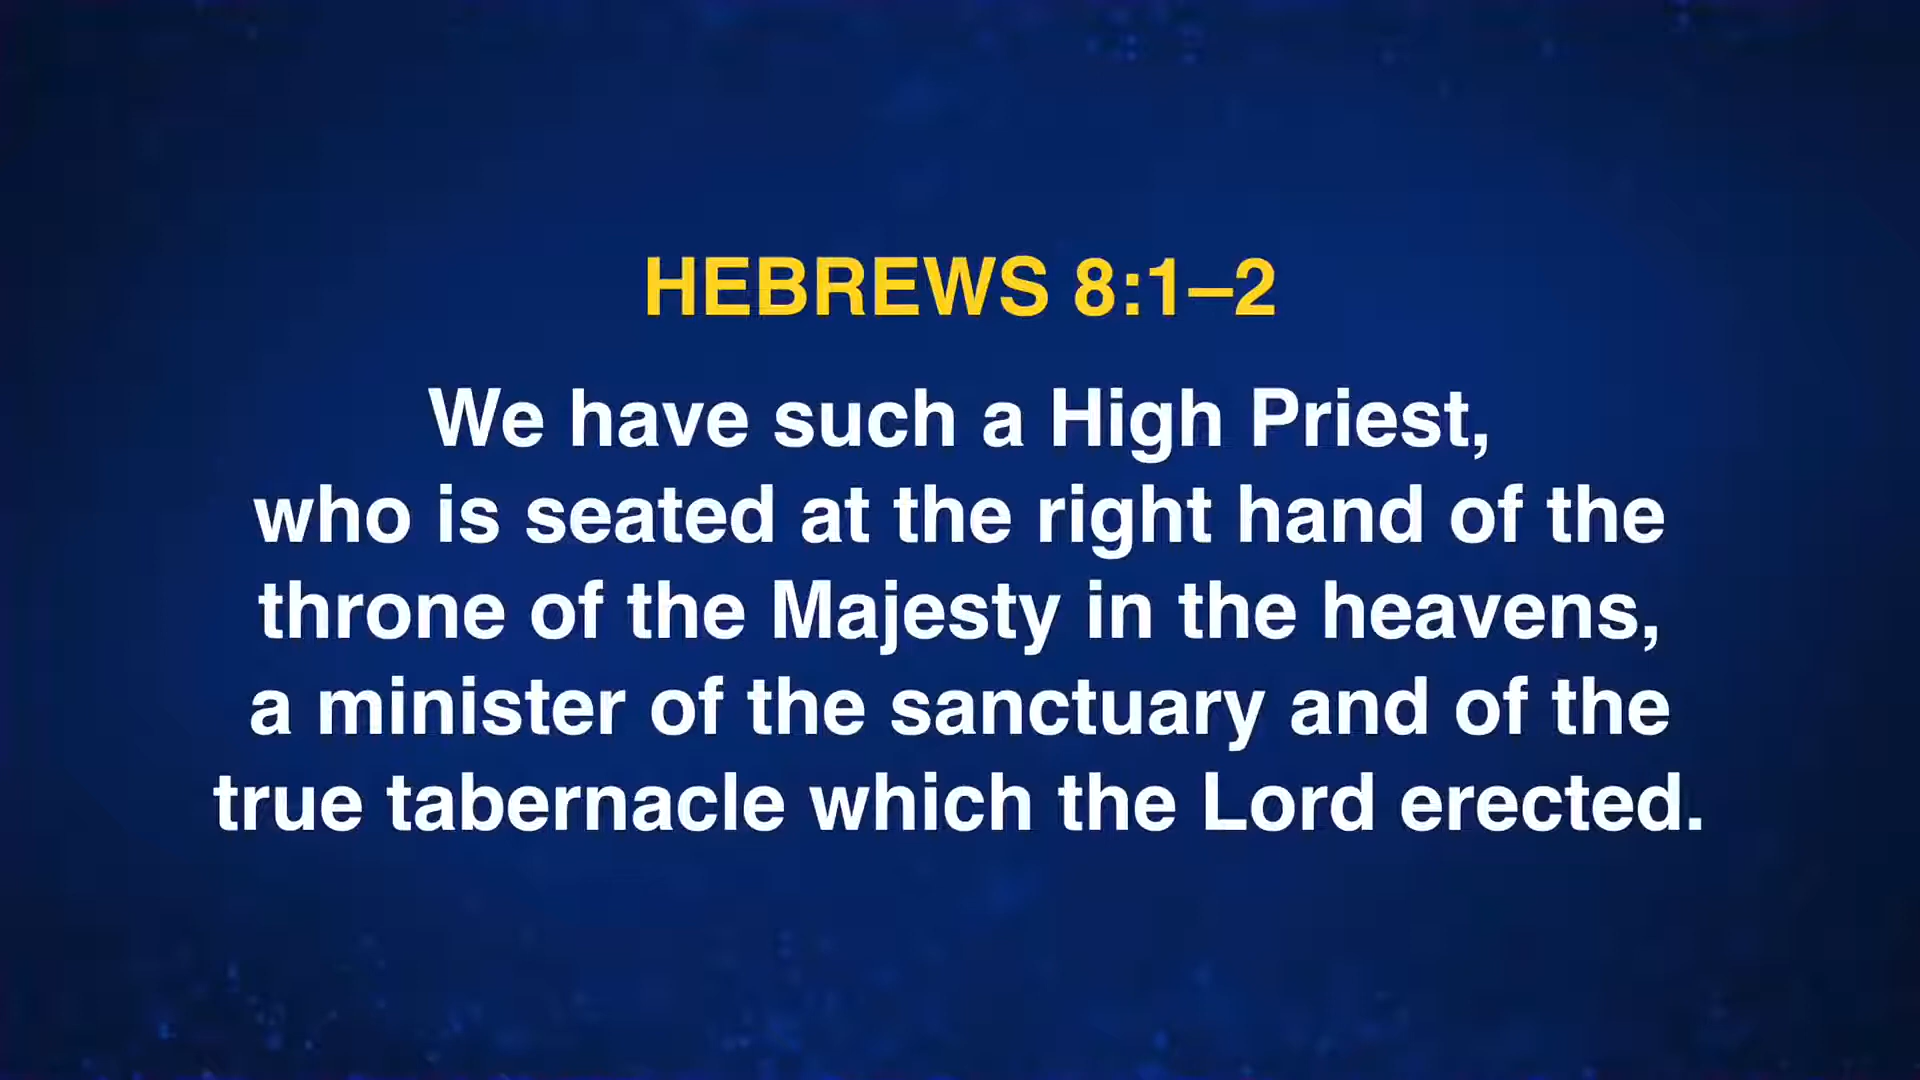 HEBREWS 8:1–2
We have such a High Priest,
who is seated at the right hand of the
throne of the Majesty in the heavens,
a minister of the sanctuary and of the
true tabernacle which the Lord erected.